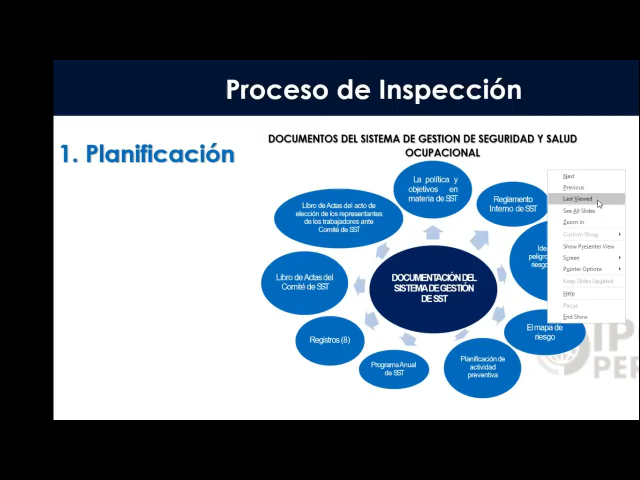 Proceso de Inspección
1. Planificación
DOCUMENTOS DEL SISTEMA DE GESTION DE SEGURIDAD Y SALUD
OCUPACIONAL
La política y
objetivos en
materia de SST
Reglamento
Interno de SST
El mapa de
riesgo
Planificación de
actividad
preventiva
Programa Anual
de SST
Registros (8)
Libro de Actas del
Comité de SST
Libro de Actas del acto de
elección de los representantes
de los trabajadores ante
Comité de SST
DOCUMENTACIÓN DEL
SISTEMA DE GESTIÓN
DE SST
Next
Previous
Last Viewed
See All Slides
Zoom In
Custom Show
Show Presenter View
Screen
Pointer Options
Keep Slides Updated
Help
Pause
End Show